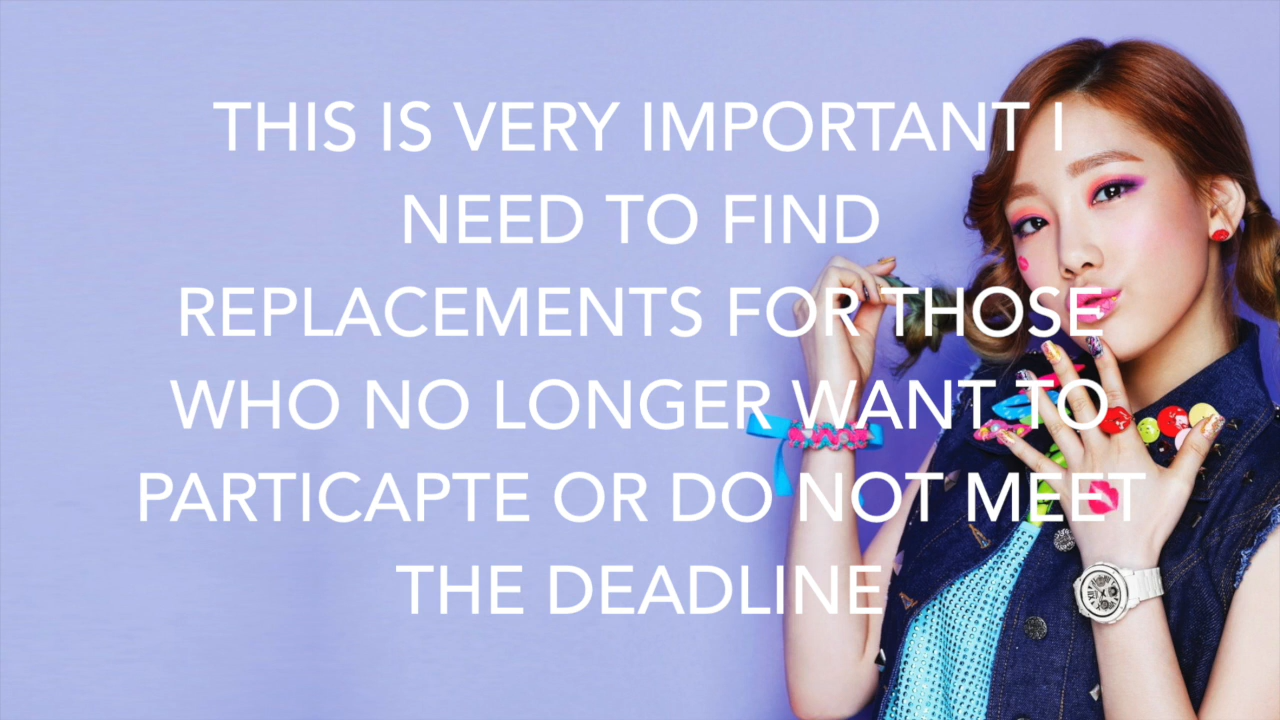 THIS IS VERY IMPORTANT I
NEED TO FIND
REPLACEMENTS FOR THOSE
WHO NO LONGER WANT TO
PARTICAPTE OR DO NOT MEET
THE DEADLINE